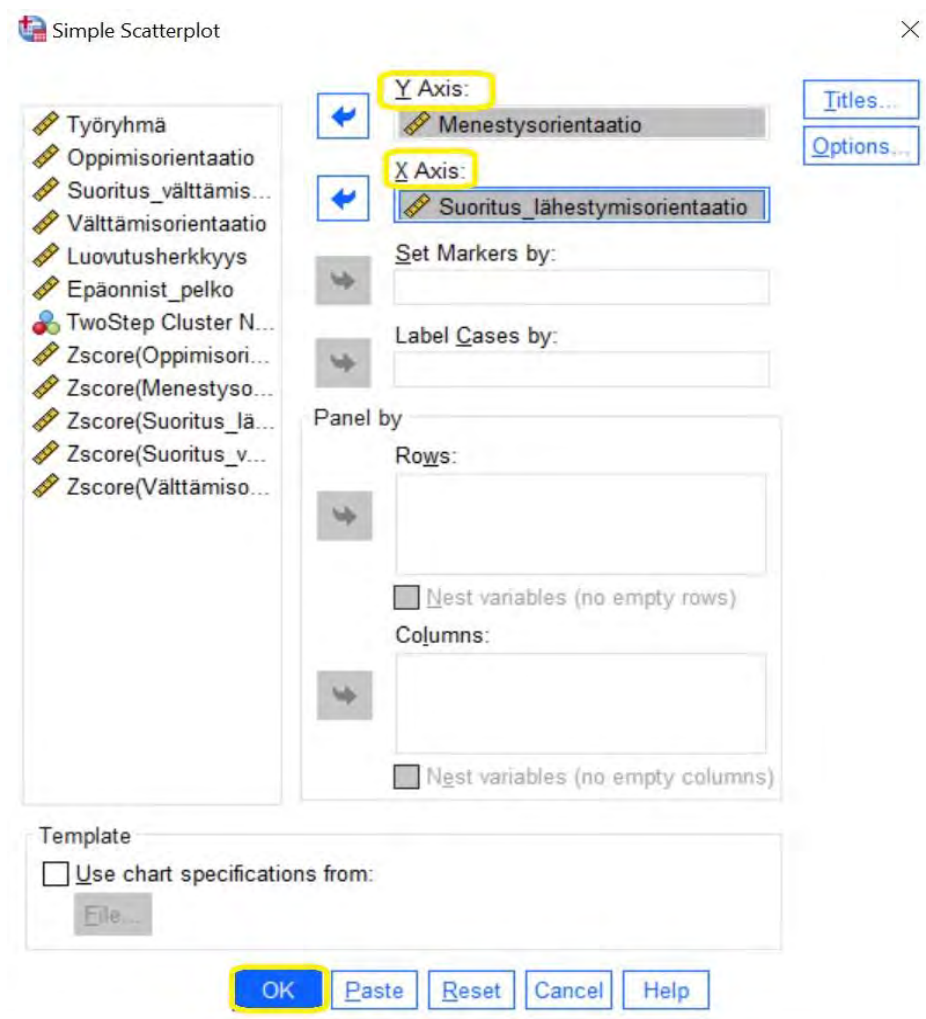 Simple Scatterplot
Työryhmä
Oppimisorientaatio
Suoritus_välttämis...
Välttämisorientaatio
Luovutusherkkyys
Epäonnist_pelko
TwoStep Cluster N...
Zscore(Oppimisori...
Zscore(Menestyso...
Zscore(Suoritus_lä...
Zscore(Suoritus_v...
Zscore(Välttämiso...
Y Axis:
Menestysorientaatio
X Axis:
Suoritus_lähestymisorientaatio
Set Markers by:
Label Cases by:
Panel by
Rows:
Nest variables (no empty rows)
Columns:
Nest variables (no empty columns)
Titles...
Options...
Template
Use chart specifications from:
File...
OK Paste Reset Cancel Help